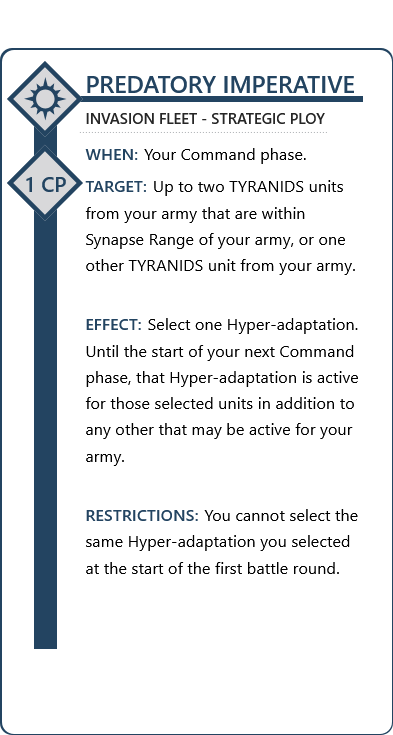 PREDATORY IMPERATIVE
INVASION FLEET - STRATEGIC PLOY
1 CP
WHEN: Your Command phase.
TARGET: Up to two TYRANIDS units
from your army that are within
Synapse Range of your army, or one
other TYRANIDS unit from your army.
EFFECT: Select one Hyper-adaptation.
Until the start of your next Command
phase, that Hyper-adaptation is active
for those selected units in addition to
any other that may be active for your
army.
RESTRICTIONS: You cannot select the
same Hyper-adaptation you selected
at the start of the first battle round.